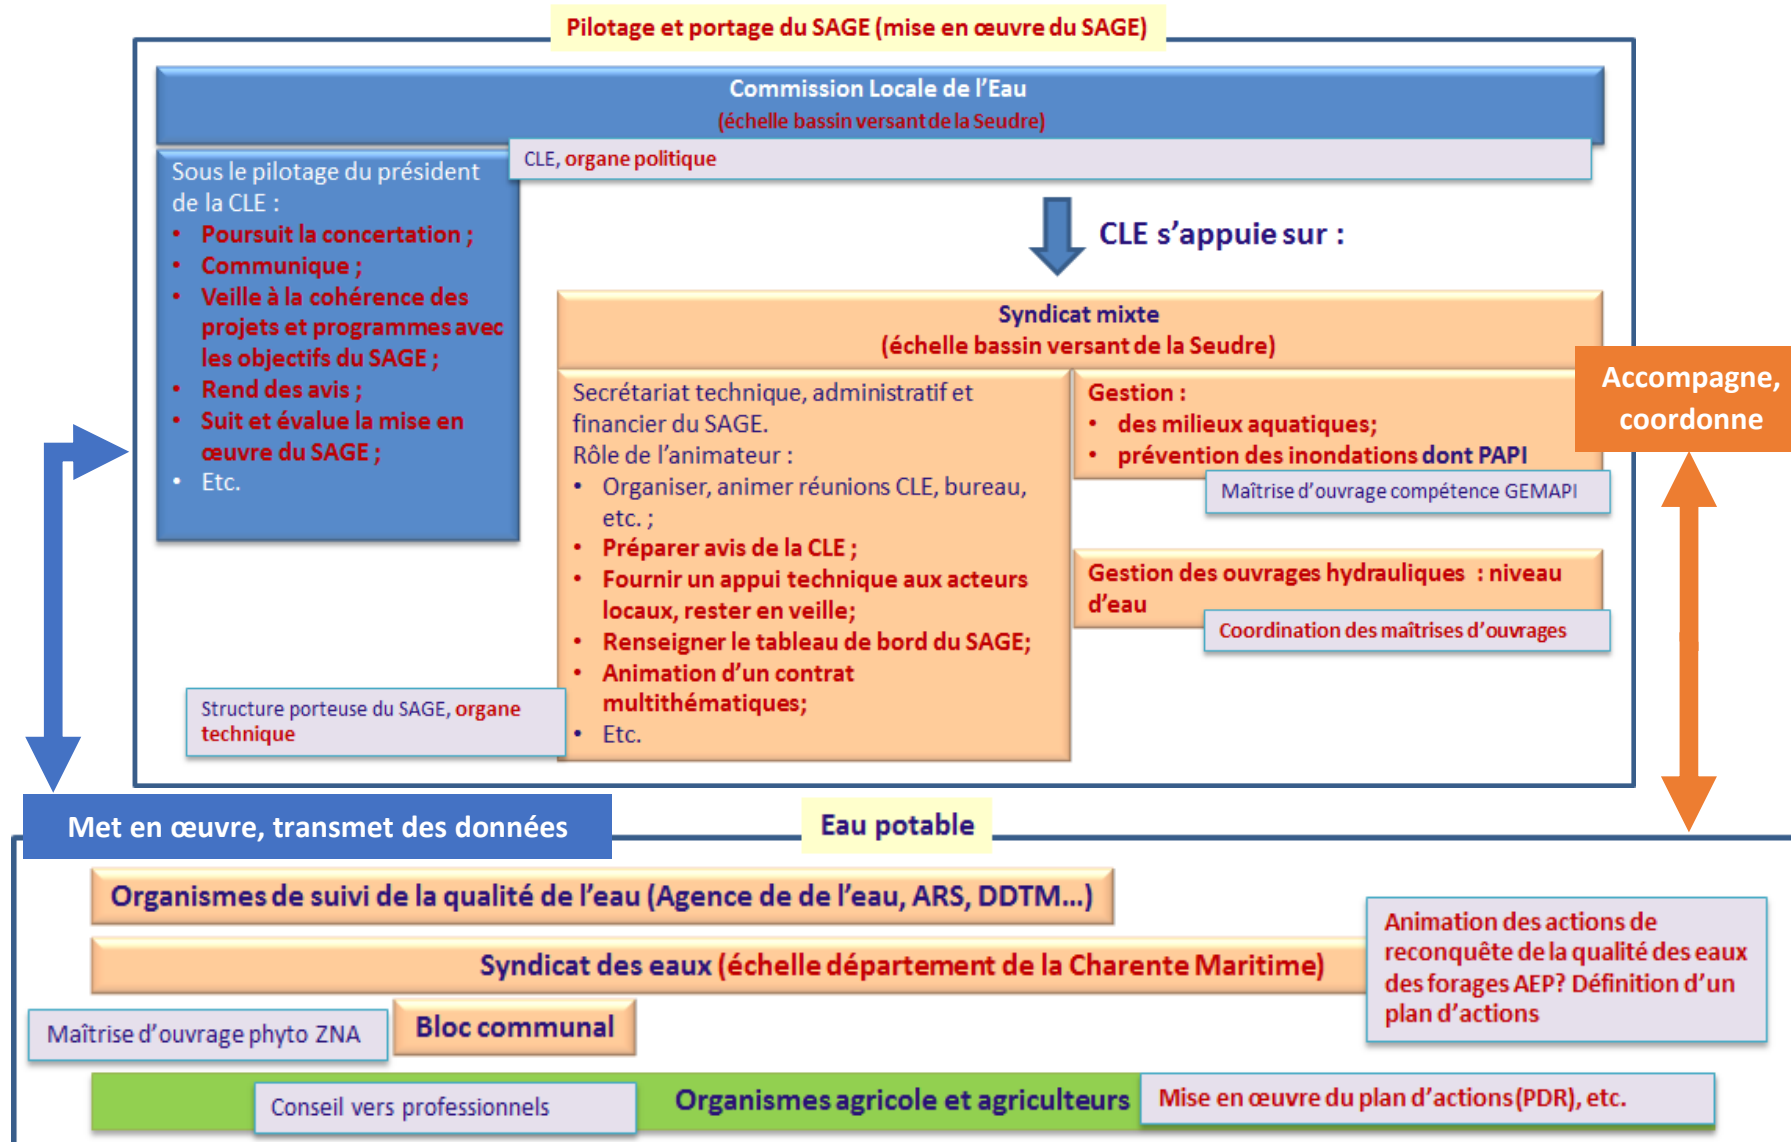 Pilotage et portage du SAGE (mise en œuvre du SAGE)
Commission Locale de l'Eau
(échelle bassin versant de la Seudre)
CLE, organe politique
Sous le pilotage du président
de la CLE :
• Poursuit la concertation ;
• Communique ;
• Veille à la cohérence des
projets et programmes avec
les objectifs du SAGE ;
• Rend des avis ;
• Suit et évalue la mise en
œuvre du SAGE ;
• Etc.
CLE s'appuie sur :
Syndicat mixte
(échelle bassin versant de la Seudre)
Secrétariat technique, administratif et
financier du SAGE.
Rôle de l'animateur :
• Organiser, animer réunions CLE, bureau,
etc. ;
• Préparer avis de la CLE ;
• Fournir un appui technique aux acteurs
locaux, rester en veille;
• Renseigner le tableau de bord du SAGE;
• Animation d'un contrat
multithématiques;
• Etc.
Gestion :
• des milieux aquatiques;
• prévention des inondations dont PAPI
Maîtrise d'ouvrage compétence GEMAPI
Gestion des ouvrages hydrauliques : niveau
d'eau
Coordination des maîtrises d'ouvrages
Structure porteuse du SAGE, organe
technique
Accompagne,
coordonne
Met en œuvre, transmet des données
Eau potable
Organismes de suivi de la qualité de l'eau (Agence de de l'eau, ARS, DDTM...)
Syndicat des eaux (échelle département de la Charente Maritime)
Animation des actions de
reconquête de la qualité des eaux
des forages AEP? Définition d'un
plan d'actions
Maîtrise d'ouvrage phyto ZNA
Bloc communal
Conseil vers professionnels
Organismes agricole et agriculteurs
Mise en œuvre du plan d'actions (PDR), etc.